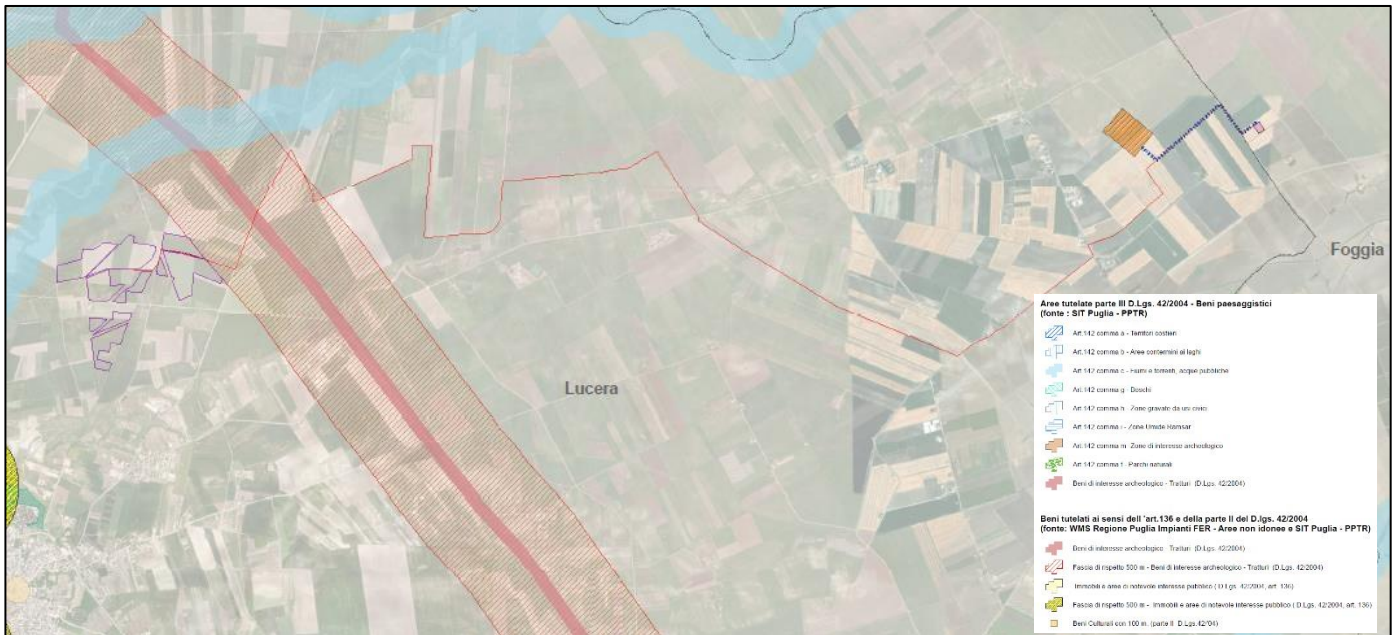 Foggia
Lucera
Aree tutelate parte III D.Lgs. 42/2004 - Beni paesaggistici
(fonte : SIT Puglia - PPTR)
Art.142 comma a - Territori costieri
Art.142 comma b - Aree contermini ai laghi
Art.142 comma c - Fiumi e torrenti, acque pubbliche
Art.142 comma g - Boschi
Art.142 comma h - Zone gravate da usi civici
Art.142 comma i - Zone Umide Ramsar
Art.142 comma m - Zone di interesse archeologico
Art.142 comma f - Parchi naturali
Beni di interesse archeologico - Tratturi (D.Lgs. 42/2004)
Beni tutelati ai sensi dell'art.136 e della parte II del D.lgs. 42/2004
(fonte: WMS Regione Puglia Impianti FER - Aree non idonee e SIT Puglia - PPTR)
Beni di interesse archeologico - Tratturi (D.Lgs. 42/2004)
Fascia di rispetto 500 m - Beni di interesse archeologico - Tratturi (D.Lgs. 42/2004)
Immobili e aree di notevole interesse pubblico ( D.Lgs. 42/2004, art. 136)
Fascia di rispetto 500 m - Immobili e aree di notevole interesse pubblico ( D.Lgs. 42/2004, art. 136)
Beni Culturali con 100 m. (parte II D.Lgs.42/04)